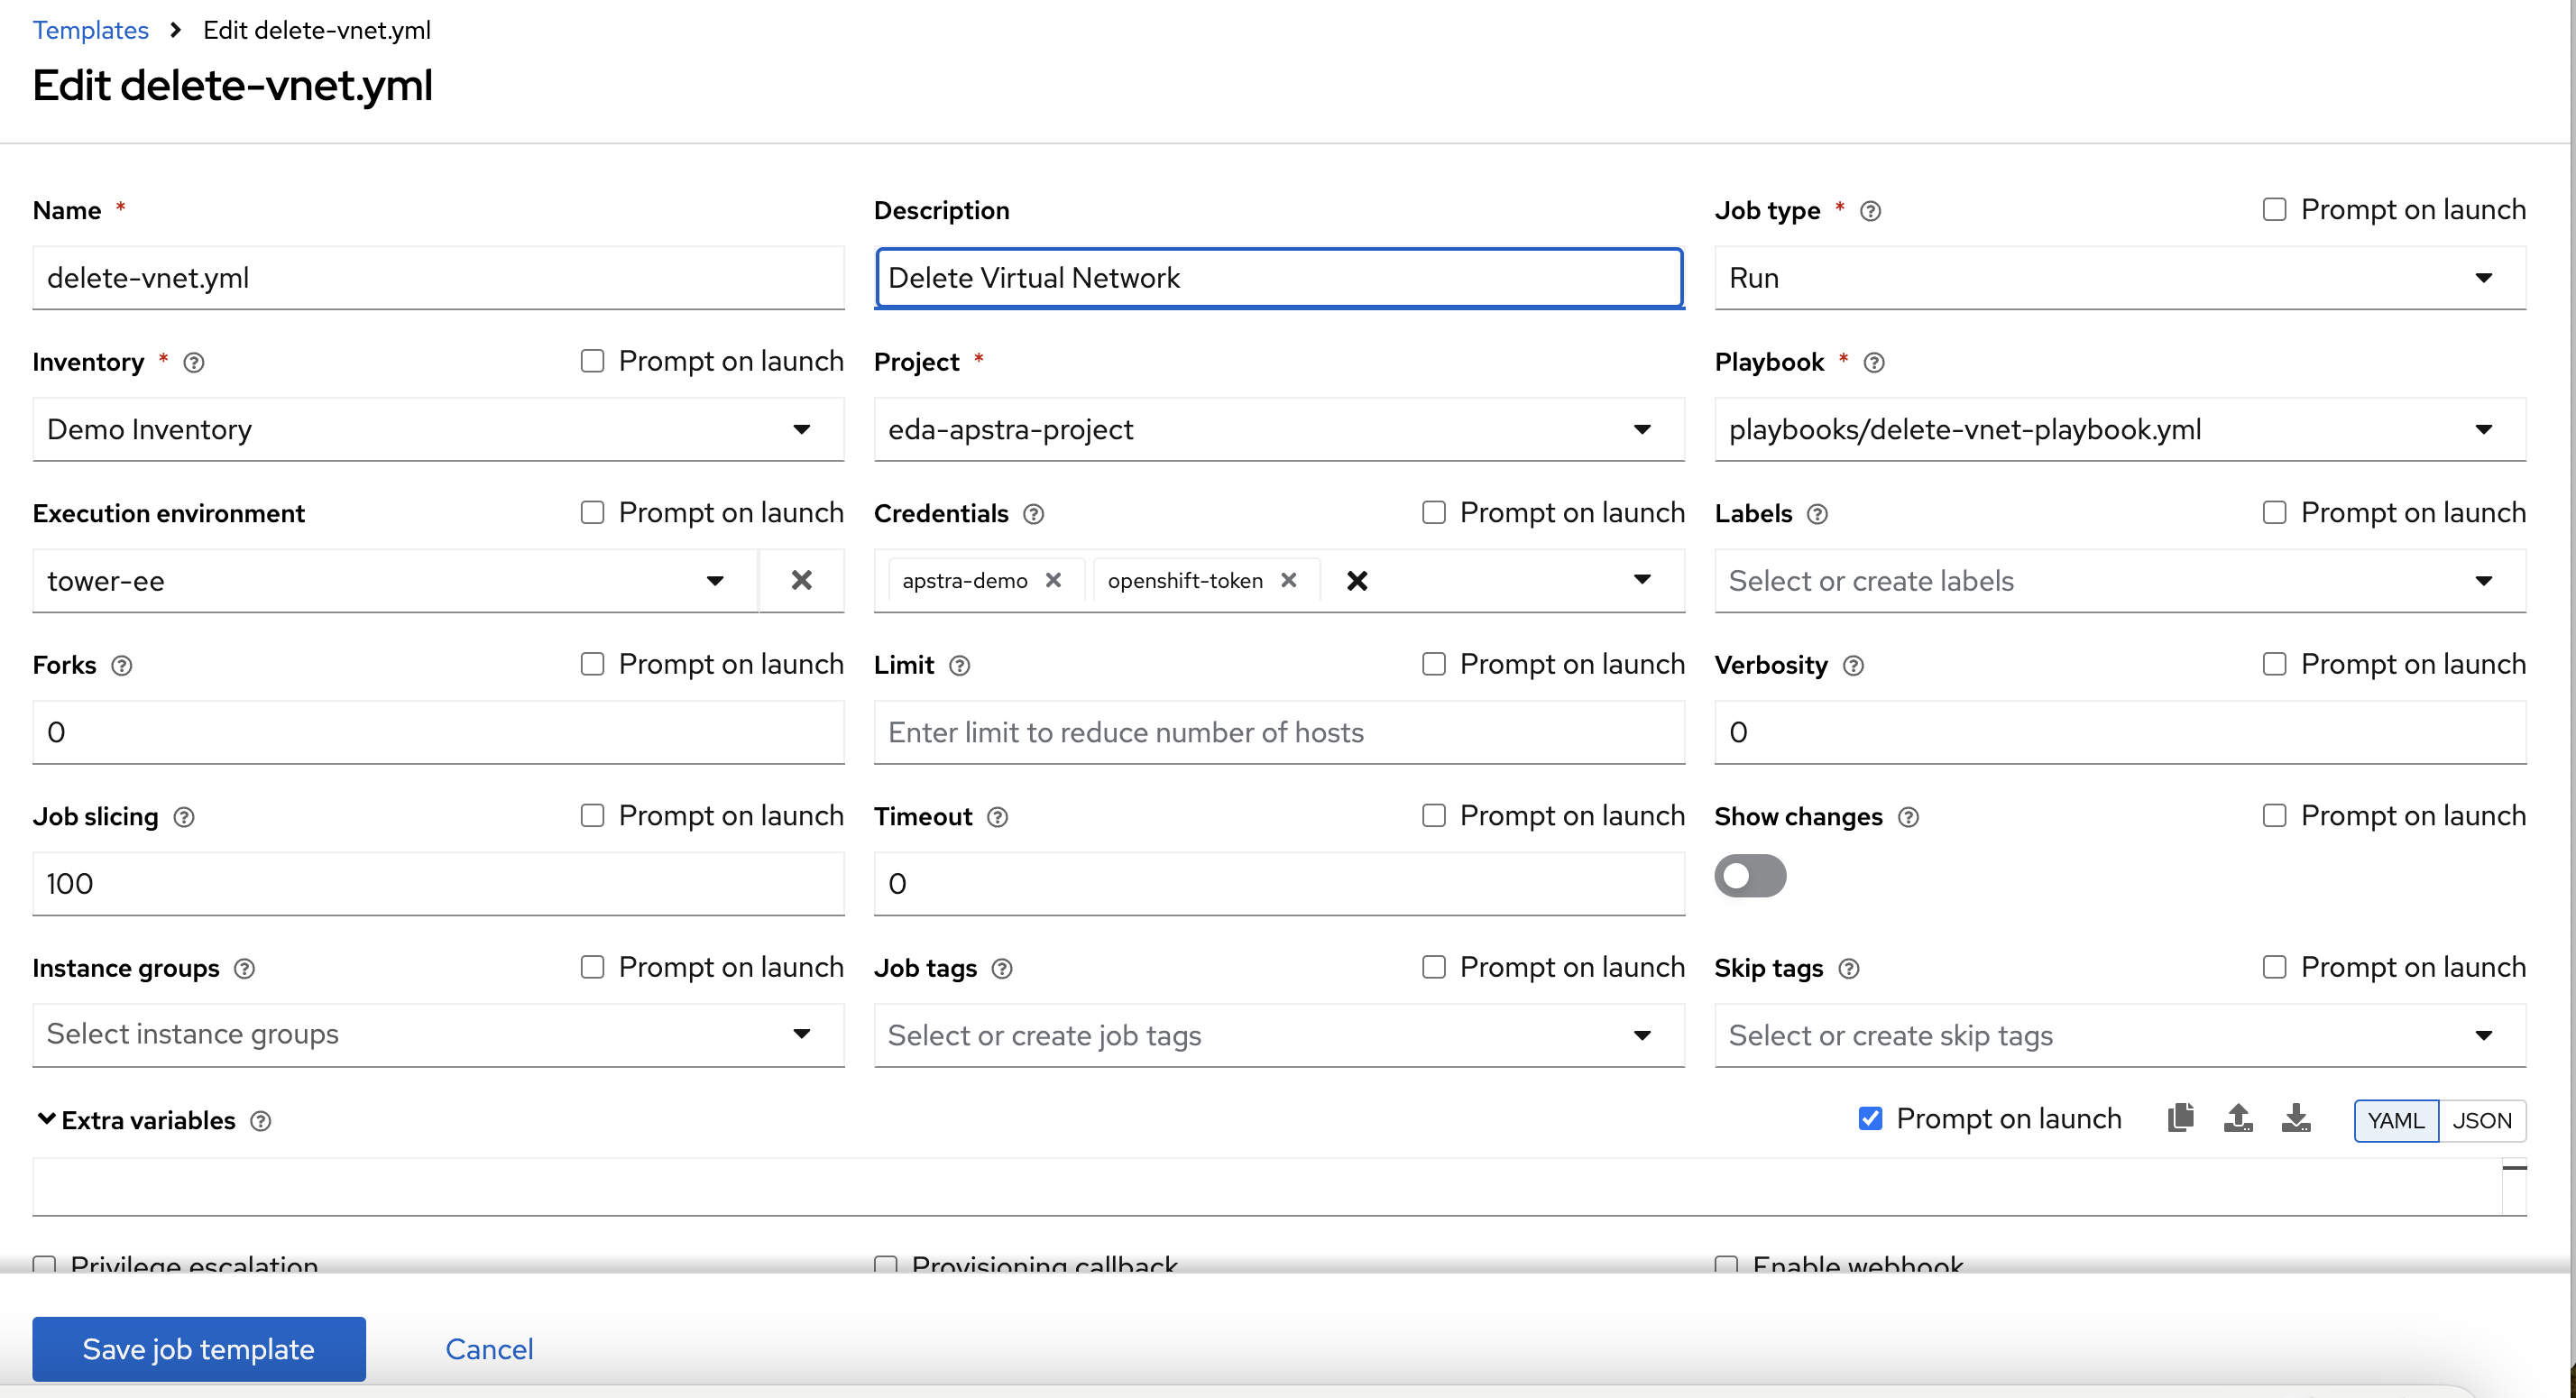 Templates > Edit delete-vnet.yml
Edit delete-vnet.yml
Name *
delete-vnet.yml
Description
Delete Virtual Network
Job type * Prompt on launch
Run
Inventory * Prompt on launch
Demo Inventory
Project *
eda-apstra-project
Playbook *
playbooks/delete-vnet-playbook.yml
Execution environment Prompt on launch
tower-ee
Credentials Prompt on launch
apstra-demo openshift-token
Labels Prompt on launch
Select or create labels
Forks Prompt on launch
0
Limit Prompt on launch
Enter limit to reduce number of hosts
Verbosity Prompt on launch
0
Job slicing Prompt on launch
100
Timeout Prompt on launch
0
Show changes Prompt on launch
Instance groups Prompt on launch
Select instance groups
Job tags Prompt on launch
Select or create job tags
Skip tags Prompt on launch
Select or create skip tags
Extra variables Prompt on launch YAML JSON
Privilege escalation
Provisioning callback
Enable webhook
Save job template Cancel